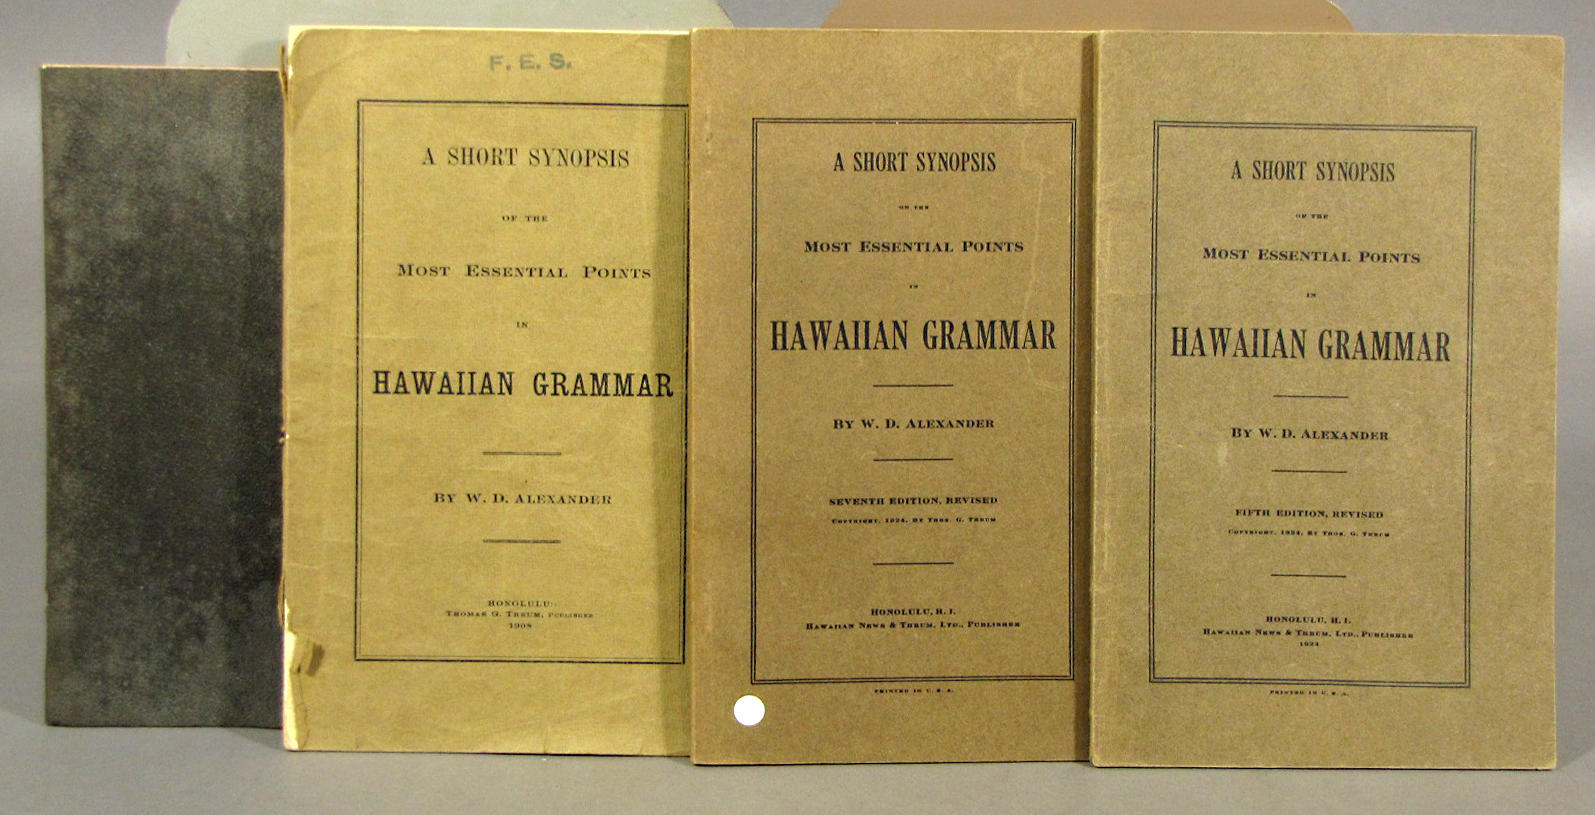 F. E. S.
A SHORT SYNOPSIS
OF THE
MOST ESSENTIAL POINTS
IN
HAWAIIAN GRAMMAR
BY W. D. ALEXANDER
HONOLULU:
THOMAS G. THRUM, PUBLISHER
1908
A SHORT SYNOPSIS
ON THE
MOST ESSENTIAL POINTS
IN
HAWAIIAN GRAMMAR
BY W. D. ALEXANDER
SEVENTH EDITION, REVISED
COPYRIGHT, 1924, BY THOS. G. THRUM
HONOLULU, H. I.
HAWAIIAN NEWS & THRUM, LTD., PUBLISHER
PRINTED IN U. S. A.
A SHORT SYNOPSIS
OF THE
MOST ESSENTIAL POINTS
IN
HAWAIIAN GRAMMAR
BY W. D. ALEXANDER
FIFTH EDITION, REVISED
COPYRIGHT, 1924, BY THOS. G. THRUM
HONOLULU, H. I.
HAWAIIAN NEWS & THRUM, LTD., PUBLISHER
1924
PRINTED IN U. S. A.